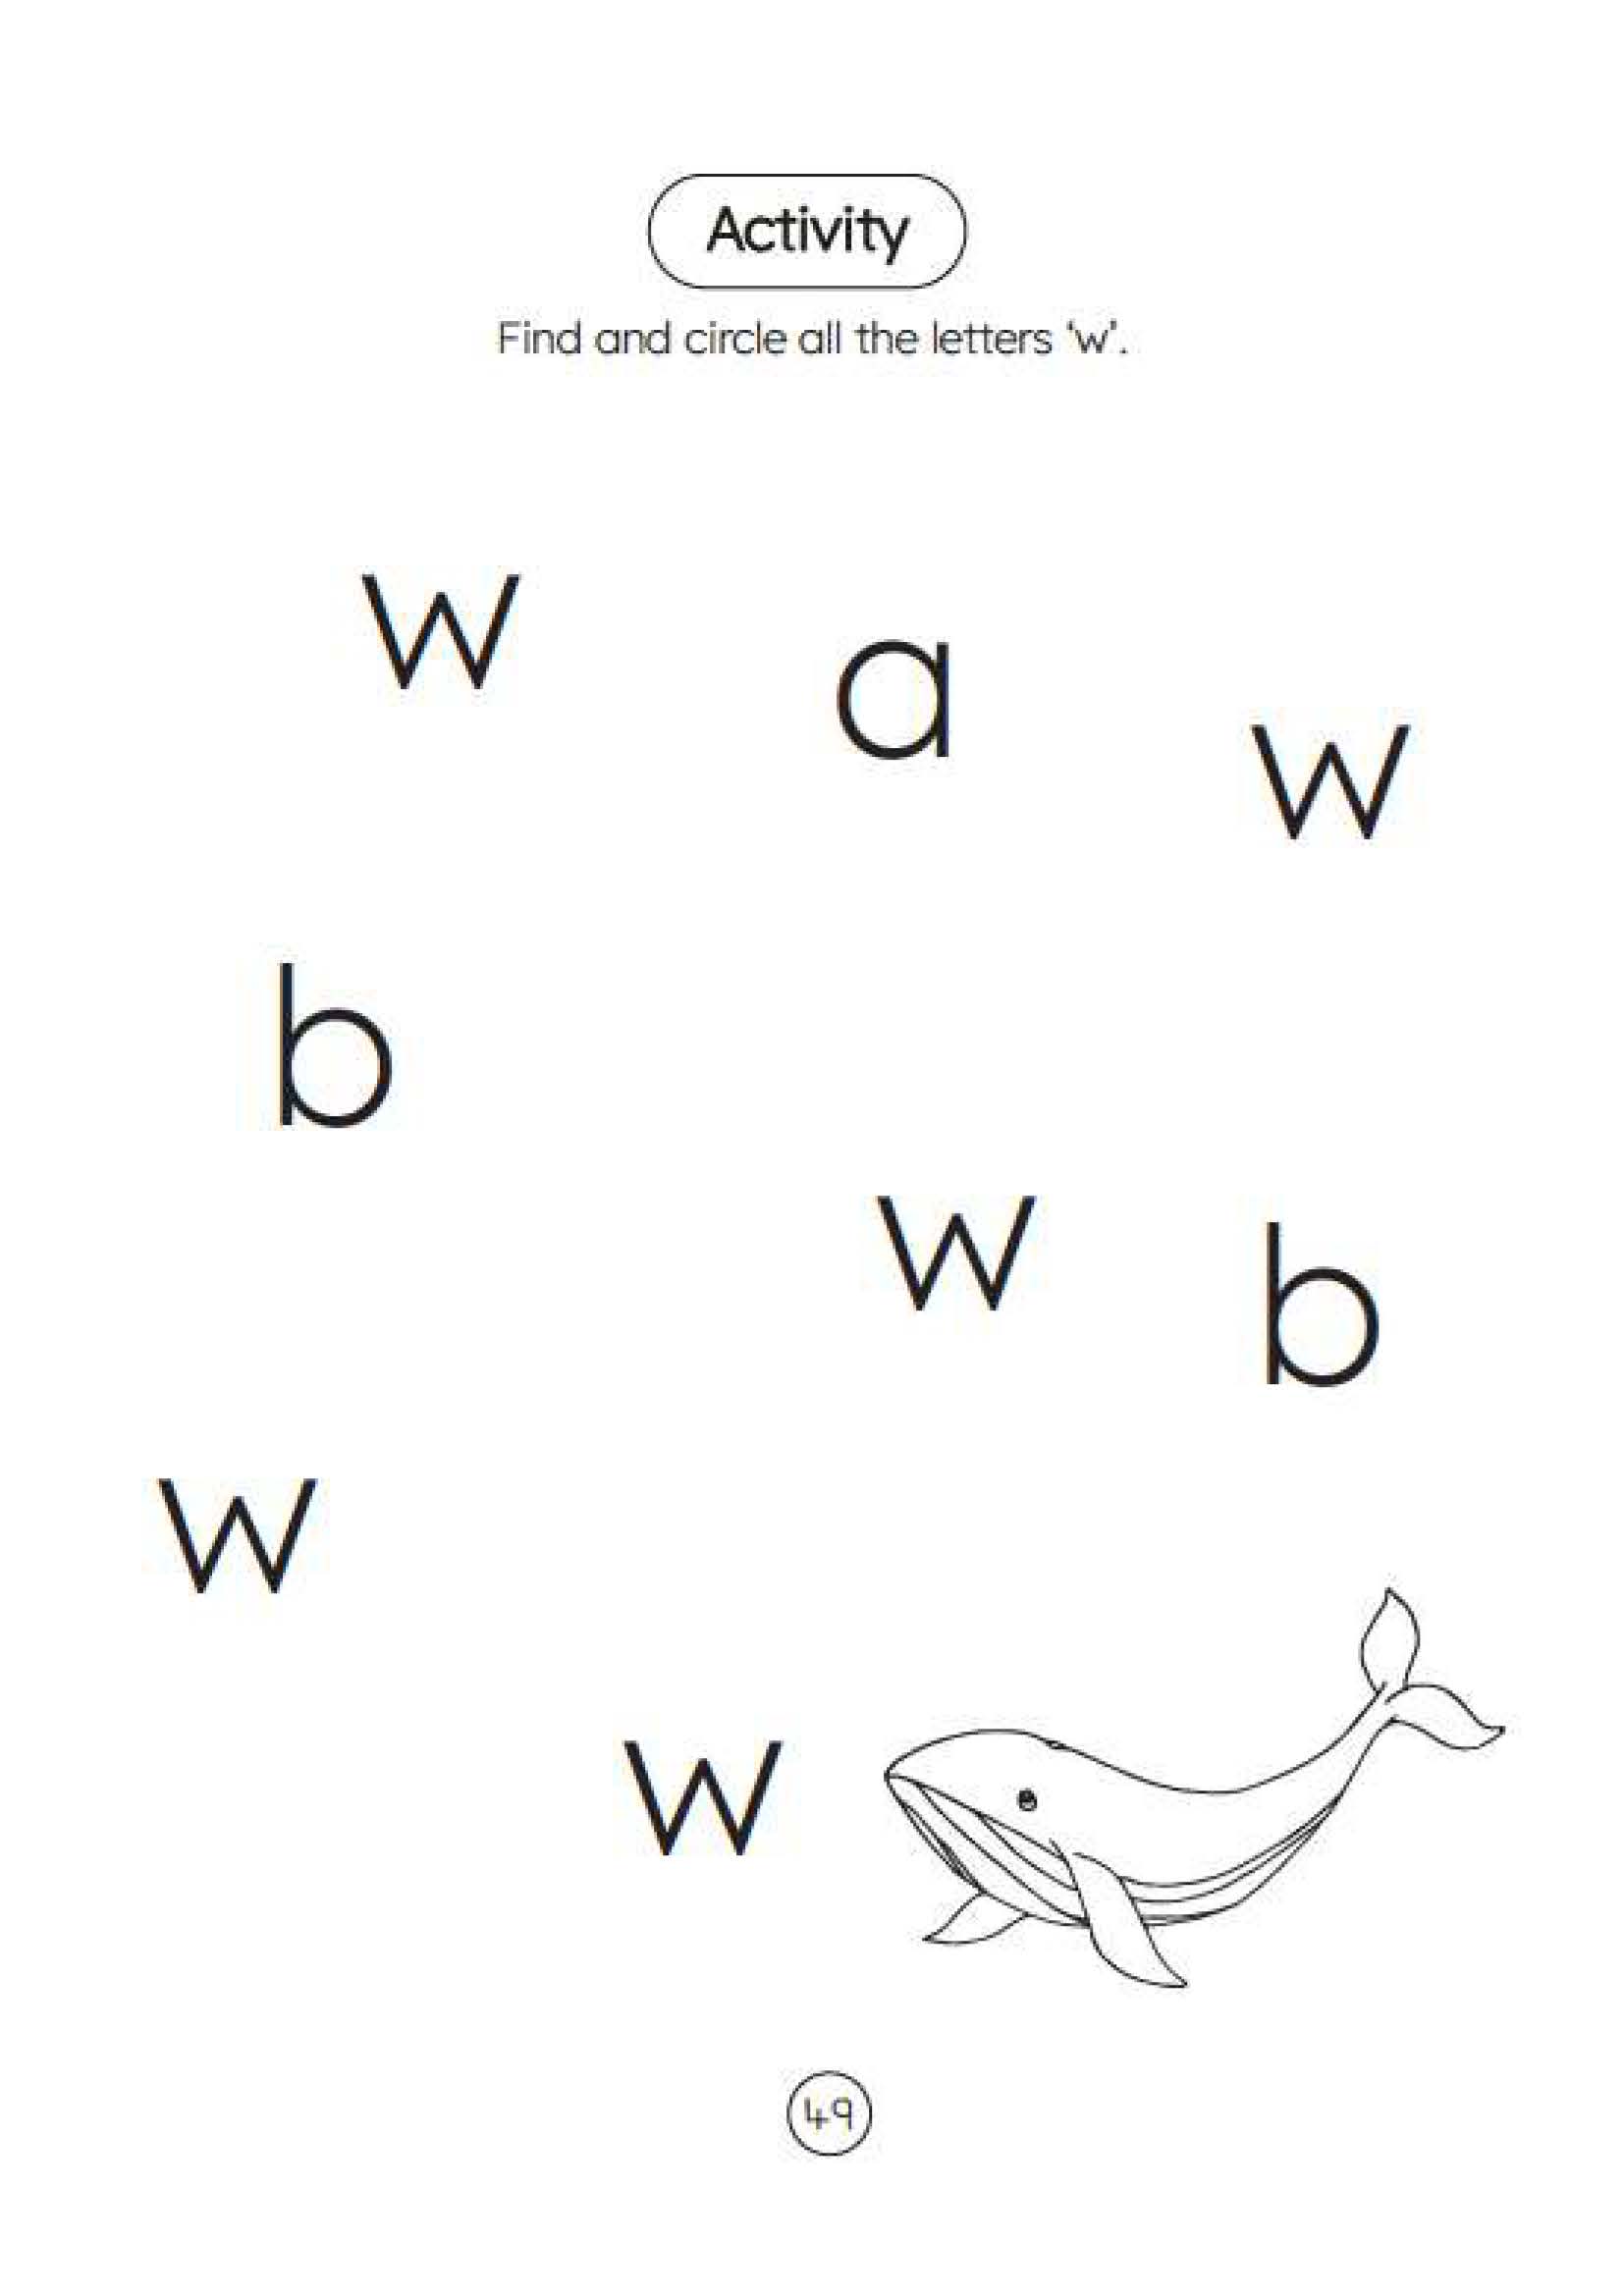 Activity
Find and circle all the letters ‘w’.
w
a
w
b
w
b
w
w
49